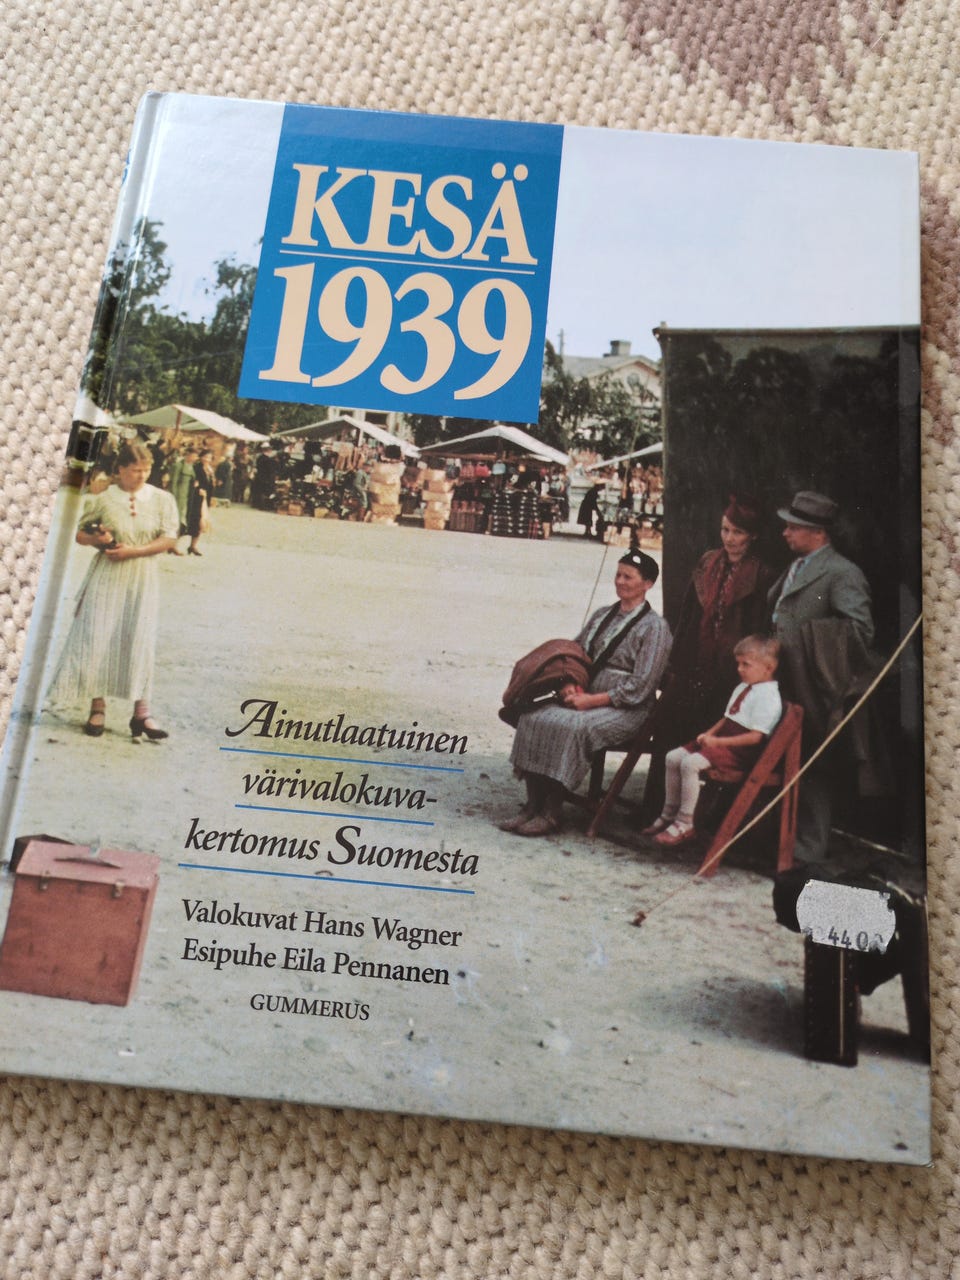 KESÄ
1939
Ainutlaatuinen
värivalokuva-
kertomus Suomesta
Valokuvat Hans Wagner
Esipuhe Eila Pennanen
GUMMERUS